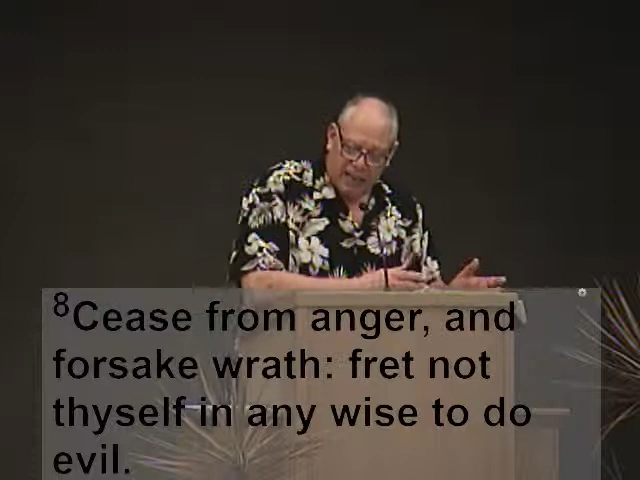 8Cease from anger, and
forsake wrath: fret not
thyself in any wise to do
evil.